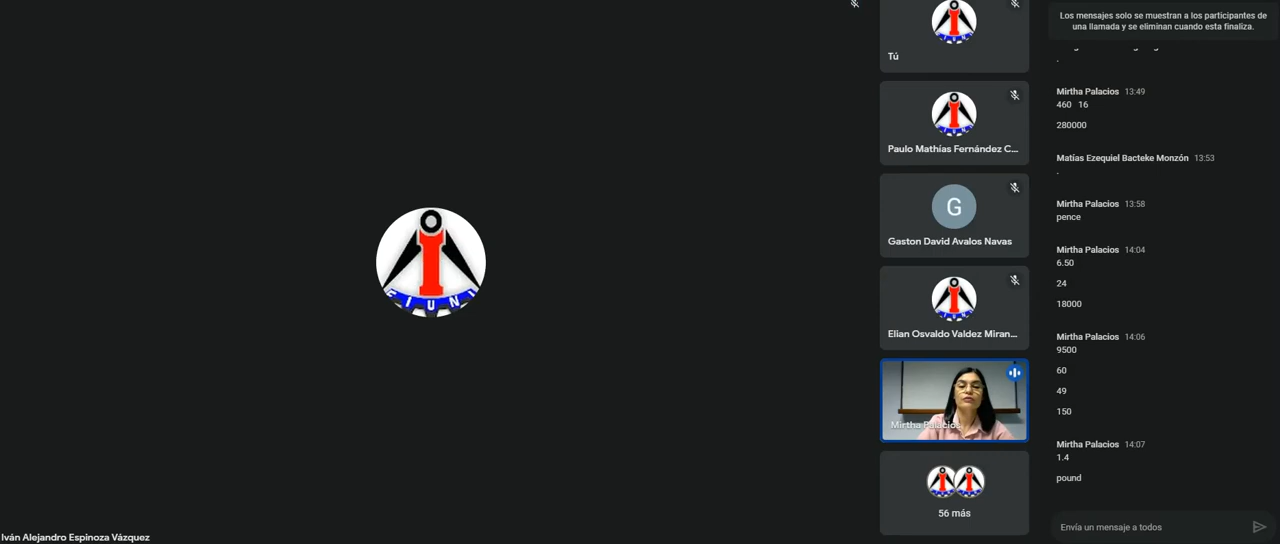 Los mensajes solo se muestran a los participantes de
una llamada y se eliminan cuando esta finaliza.
.
Mirtha Palacios 13:49
460 16
280000
Matías Ezequiel Bacteke Monzón 13:53
.
Mirtha Palacios 13:58
pence
Mirtha Palacios 14:04
6.50
24
18000
Mirtha Palacios 14:06
9500
60
49
150
Mirtha Palacios 14:07
1.4
pound
Envía un mensaje a todos
Tú
Paulo Mathías Fernández C...
G
Gaston David Avalos Navas
Elian Osvaldo Valdez Miran...
Mirtha Palacios
56 más
Iván Alejandro Espinoza Vázquez